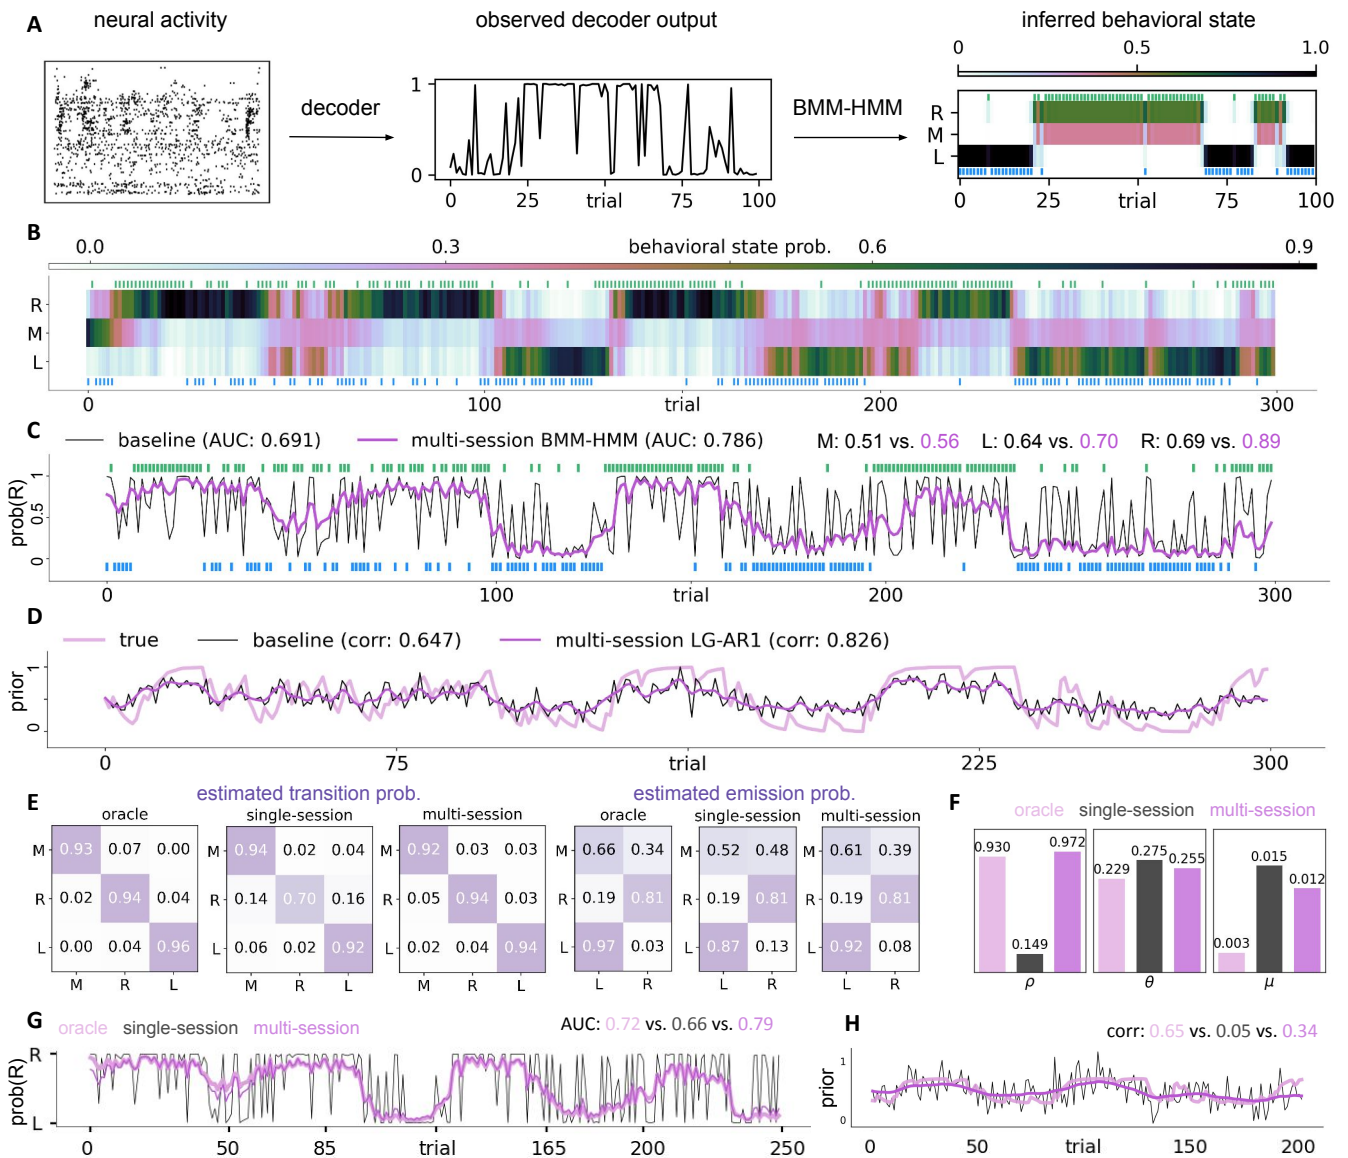 A
neural activity
observed decoder output
inferred behavioral state
0 0.5 1.0
decoder
BMM-HMM
1
0
0 25 trial 75 100
R
M
L
0 25 trial 75 100
B
0.0 0.3 behavioral state prob. 0.6 0.9
R
M
L
0 100 trial 200 300
C
baseline (AUC: 0.691) multi-session BMM-HMM (AUC: 0.786) M: 0.51 vs. 0.56 L: 0.64 vs. 0.70 R: 0.69 vs. 0.89
prob(R)
1
0.5
0
0 100 trial 200 300
D
true baseline (corr: 0.647) multi-session LG-AR1 (corr: 0.826)
prior
1
0
0 75 trial 225 300
E
estimated transition prob.
estimated emission prob.
oracle single-session multi-session oracle single-session multi-session
M 0.93 0.07 0.00 M 0.94 0.02 0.04 M 0.92 0.03 0.03 M 0.66 0.34 M 0.52 0.48 M 0.61 0.39
R 0.02 0.94 0.04 R 0.14 0.70 0.16 R 0.05 0.94 0.03 R 0.19 0.81 R 0.19 0.81 R 0.19 0.81
L 0.00 0.04 0.96 L 0.06 0.02 0.92 L 0.02 0.04 0.94 L 0.97 0.03 L 0.87 0.13 L 0.92 0.08
M R L M R L M R L L R L R L R
F
oracle single-session multi-session
0.930 0.149 0.972
0.229 0.275 0.255
0.003 0.015 0.012
ρ θ μ
G
oracle single-session multi-session
AUC: 0.72 vs. 0.66 vs. 0.79
prob(R)
R
L
0 50 85 trial 165 200 250
H
corr: 0.65 vs. 0.05 vs. 0.34
prior
1
0
0 50 trial 150 200